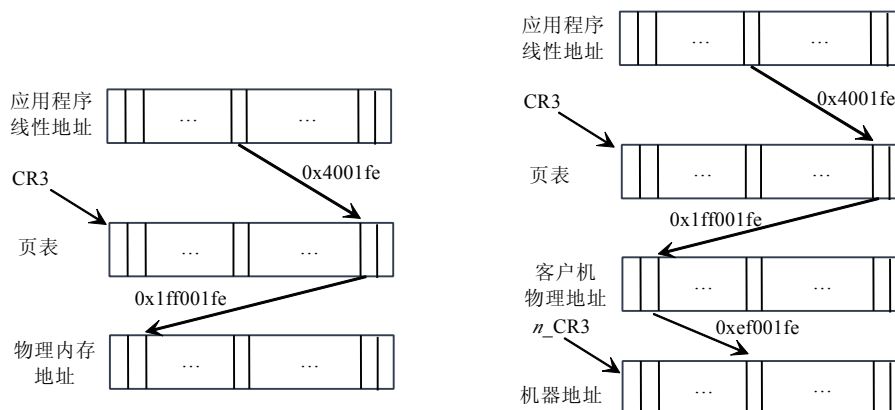 应用程序
线性地址
…
…
0x4001fe
CR3
页表
…
…
0x1ff001fe
物理内存
地址
…
…
应用程序
线性地址
…
…
0x4001fe
CR3
页表
…
…
0x1ff001fe
客户机
物理地址
…
…
n_CR3
0xef001fe
机器地址
…
…